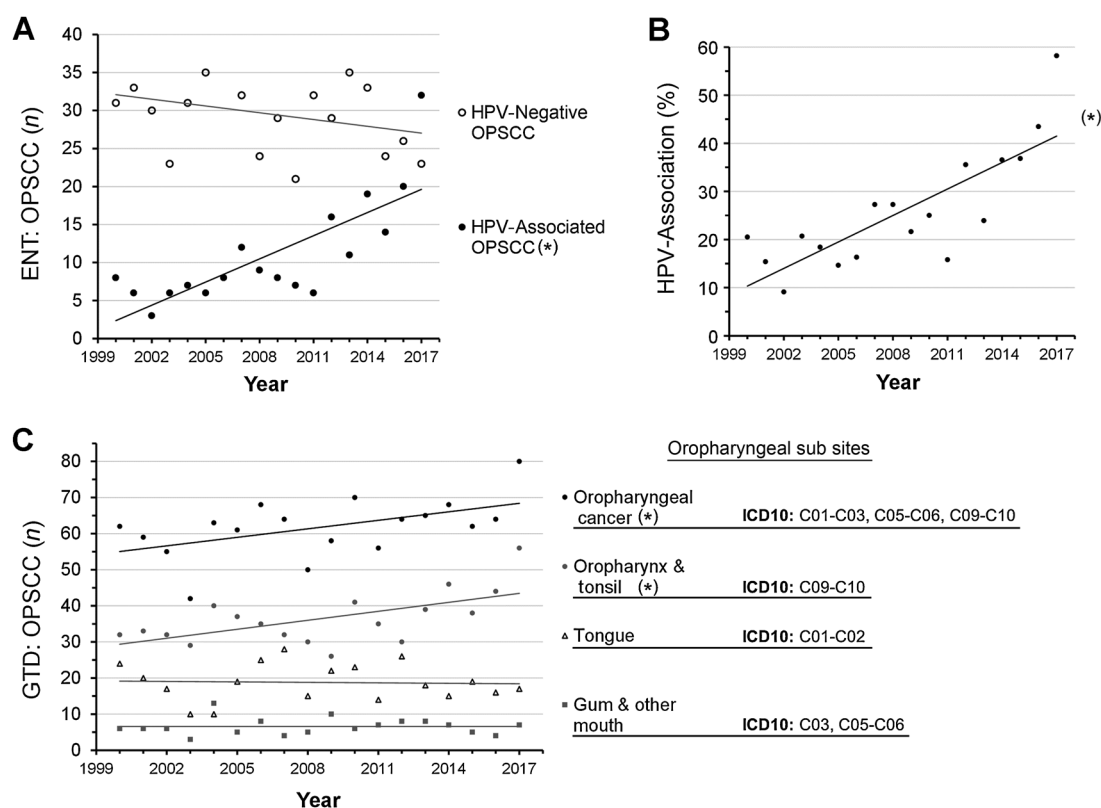 A
40
35
30
25
20
15
10
5
0
ENT: OPSCC (n)
1999 2002 2005 2008 2011 2014 2017
Year
HPV-Negative
OPSCC
HPV-Associated
OPSCC (*)
B
60
50
40
30
20
10
0
HPV-Association (%)
(*)
1999 2002 2005 2008 2011 2014 2017
Year
C
80
70
60
50
40
30
20
10
0
GTD: OPSCC (n)
1999 2002 2005 2008 2011 2014 2017
Year
Oropharyngeal sub sites
Oropharyngeal
cancer (*) ICD10: C01-C03, C05-C06, C09-C10
Oropharynx &
tonsil (*) ICD10: C09-C10
Tongue ICD10: C01-C02
Gum & other
mouth ICD10: C03, C05-C06